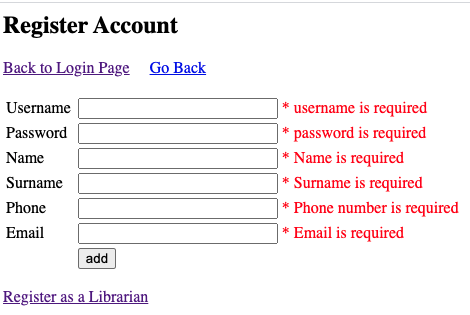 Register Account
Back to Login Page Go Back
Username * username is required
Password * password is required
Name * Name is required
Surname * Surname is required
Phone * Phone number is required
Email * Email is required
add
Register as a Librarian